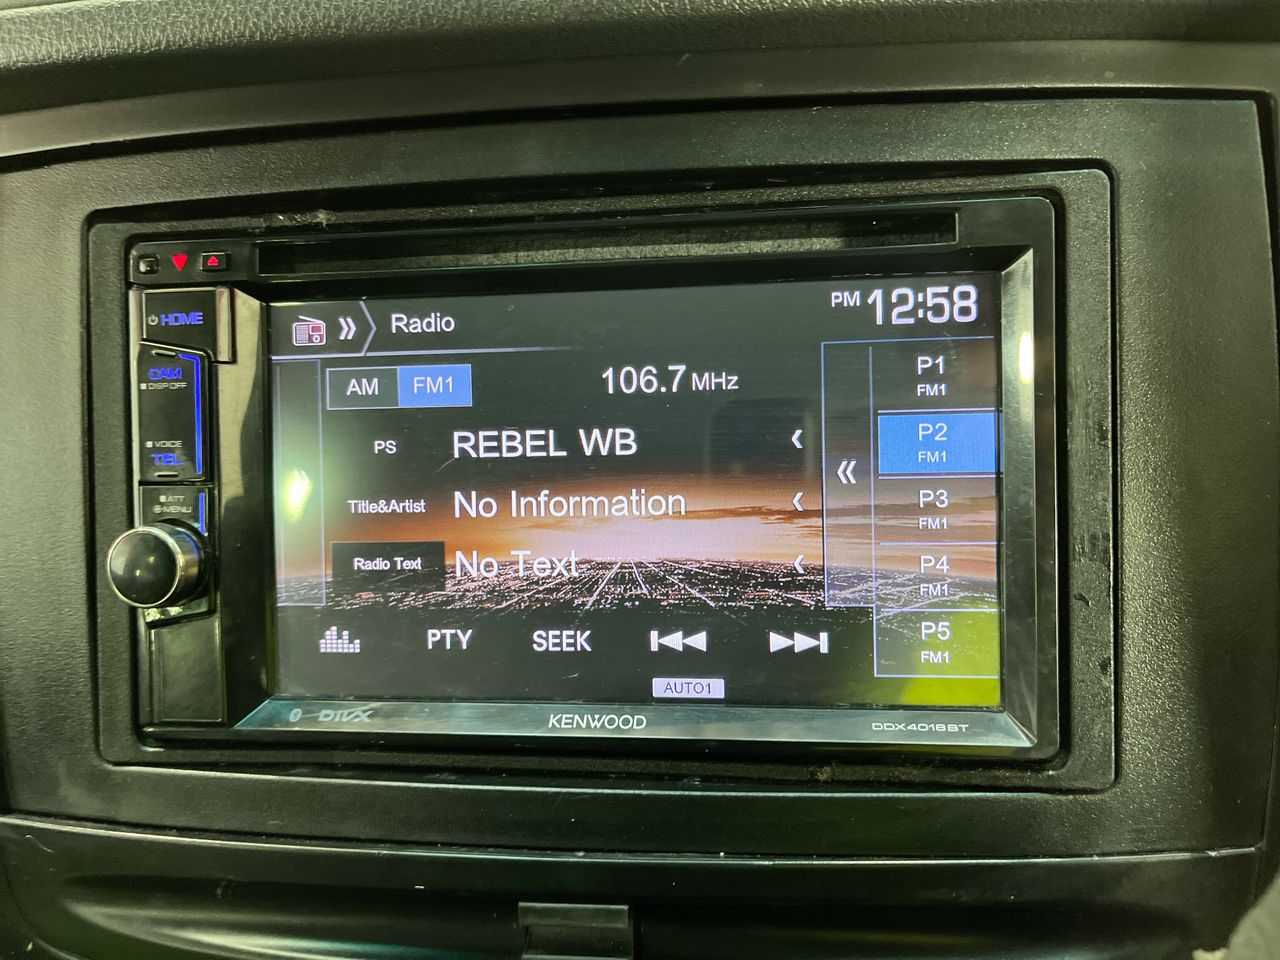 HOME
CAM
DISP OFF
VOICE
TEL
ATT
MENU
Radio
PM 12:58
AM FM1
106.7 MHz
PS REBEL WB
Title&Artist No Information
Radio Text No Text
P1
FM1
P2
FM1
P3
FM1
P4
FM1
P5
FM1
PTY SEEK
AUTO1
DIVX KENWOOD DDX4018BT